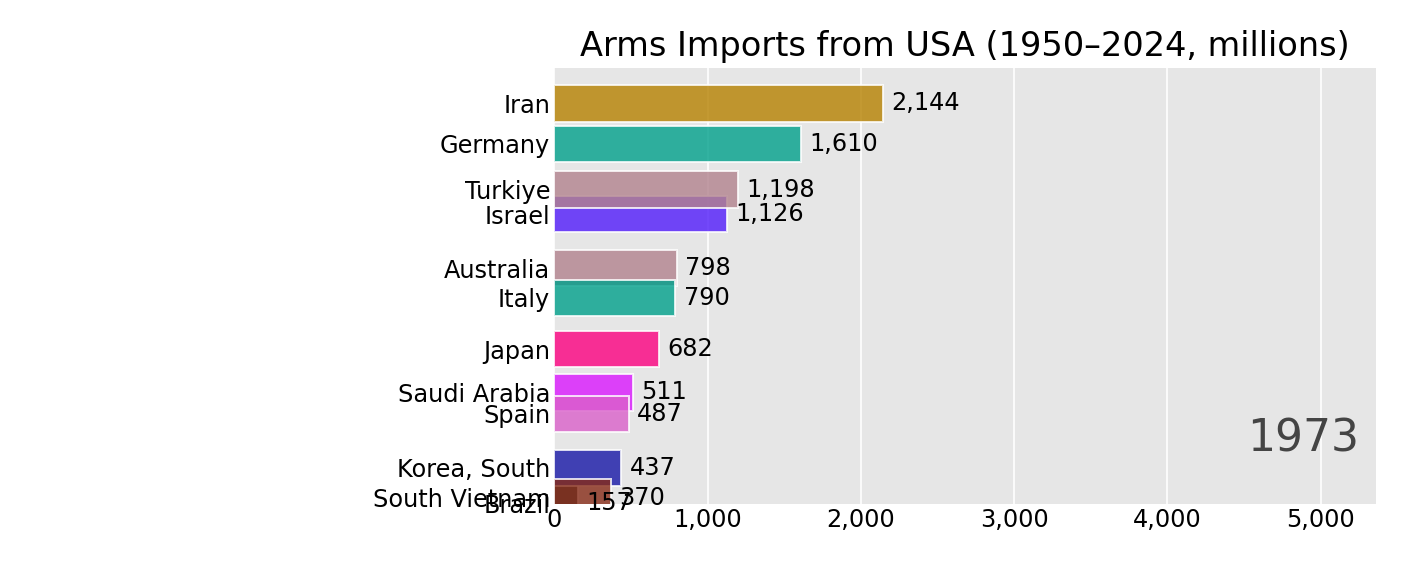 Arms Imports from USA (1950–2024, millions)
Iran 2,144
Germany 1,610
Turkiye 1,198
Israel 1,126
Australia 798
Italy 790
Japan 682
Saudi Arabia 511
Spain 487
1973
Korea, South 437
South Vietnam 370
Brazil 157
0 1,000 2,000 3,000 4,000 5,000